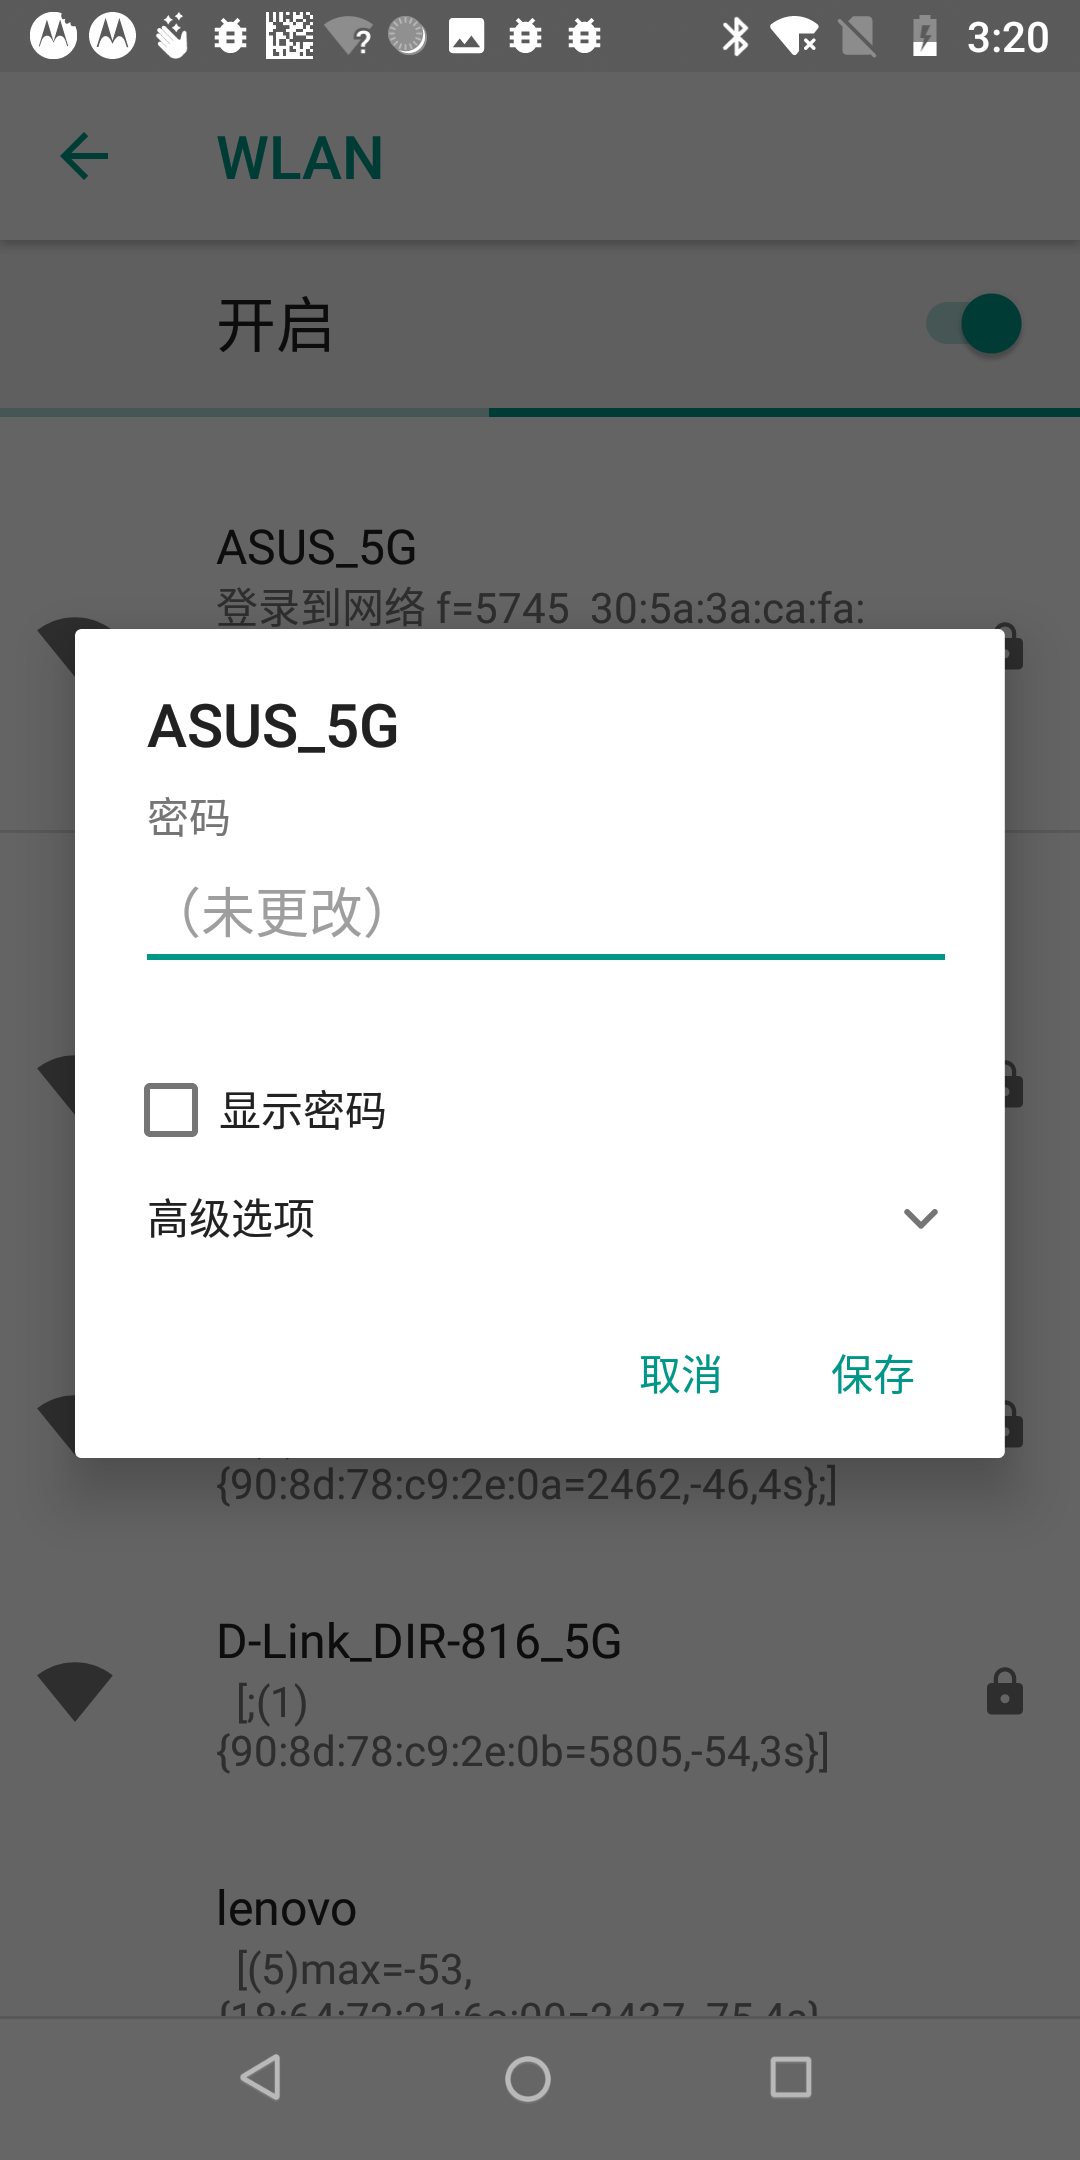 3:20
WLAN
开启
ASUS_5G
登录到网络 f=5745 30:5a:3a:ca:fa:
ASUS_5G
密码
（未更改）
显示密码
高级选项
取消 保存
{90:8d:78:c9:2e:0a=2462,-46,4s};]
D-Link_DIR-816_5G
[;(1)
{90:8d:78:c9:2e:0b=5805,-54,3s}]
lenovo
[(5)max=-53,